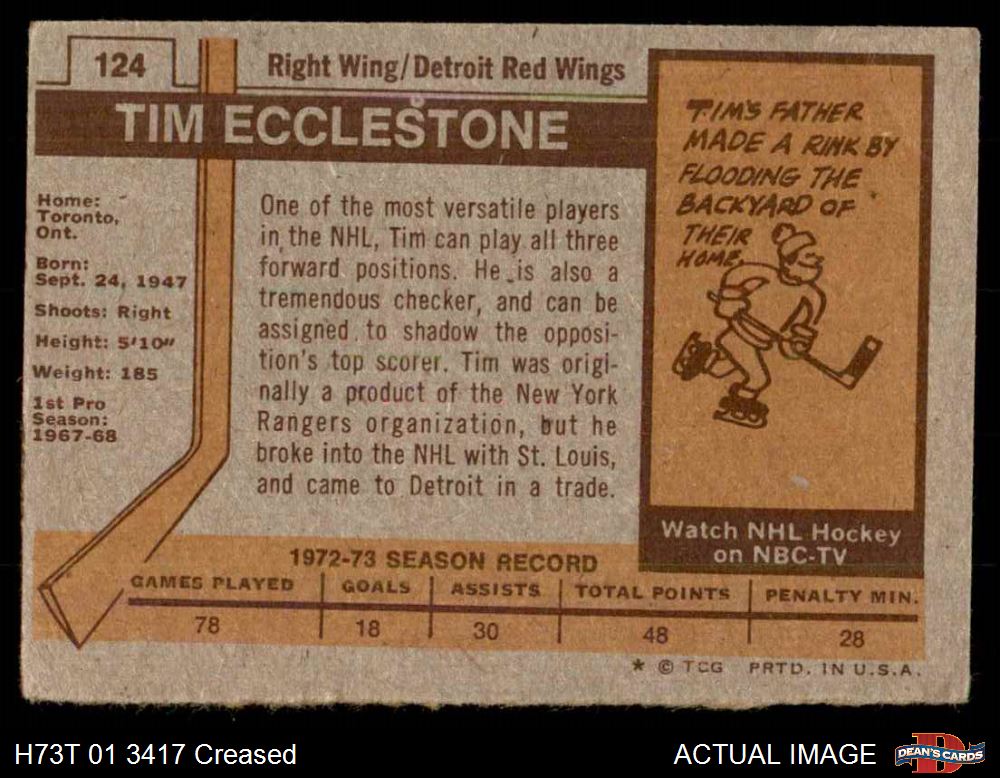 124
Right Wing/Detroit Red Wings
TIM ECCLESTONE
Home:
Toronto,
Ont.
Born:
Sept. 24, 1947
Shoots: Right
Height: 5'10"
Weight: 185
1st Pro
Season:
1967-68
One of the most versatile players
in the NHL, Tim can play all three
forward positions. He is also a
tremendous checker, and can be
assigned to shadow the opposi-
tion's top scorer. Tim was origi-
nally a product of the New York
Rangers organization, but he
broke into the NHL with St. Louis,
and came to Detroit in a trade.
TIM'S FATHER
MADE A RINK BY
FLOODING THE
BACKYARD OF
THEIR
HOME.
Watch NHL Hockey
on NBC-TV
1972-73 SEASON RECORD
GAMES PLAYED GOALS ASSISTS TOTAL POINTS PENALTY MIN.
78 18 30 48 28
* © TCG PRTD. IN U.S.A.
H73T 01 3417 Creased
ACTUAL IMAGE
DEAN'S CARDS